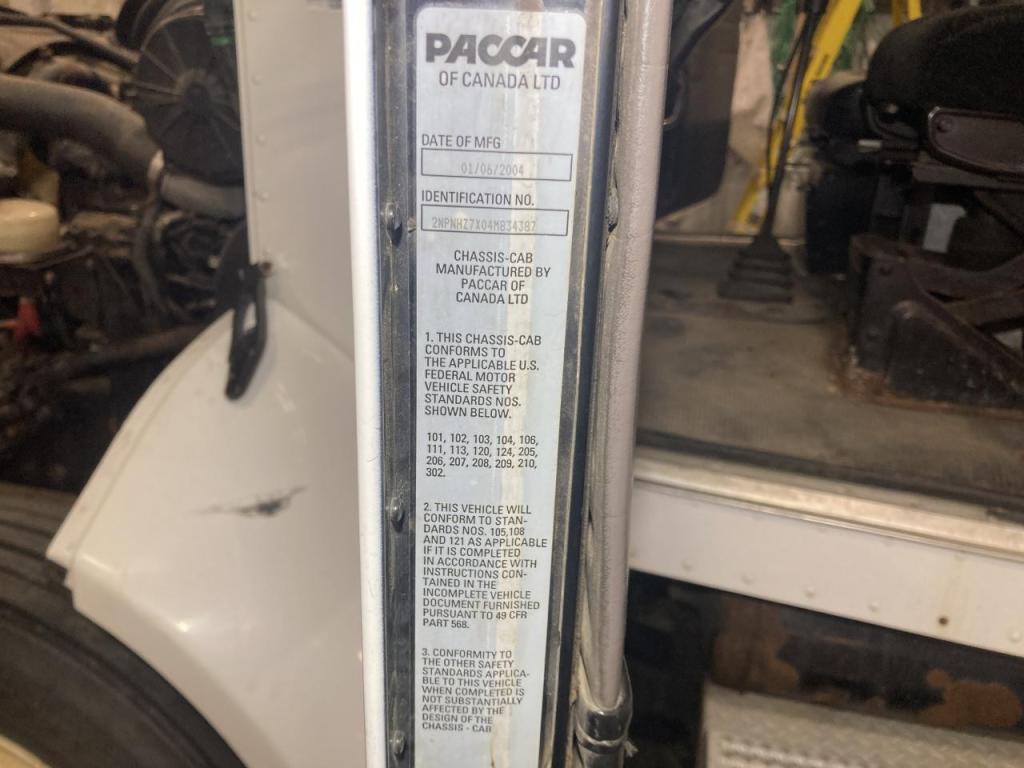 PACCAR
OF CANADA LTD
DATE OF MFG
01/06/2004
IDENTIFICATION NO.
2NPNHZ7X04M834387
CHASSIS-CAB
MANUFACTURED BY
PACCAR OF
CANADA LTD
1. THIS CHASSIS-CAB
CONFORMS TO
THE APPLICABLE U.S.
FEDERAL MOTOR
VEHICLE SAFETY
STANDARDS NOS.
SHOWN BELOW.
101, 102, 103, 104, 106,
111, 113, 120, 124, 205,
206, 207, 208, 209, 210,
302.
2. THIS VEHICLE WILL
CONFORM TO STAN-
DARDS NOS. 105,108
AND 121 AS APPLICABLE
IF IT IS COMPLETED
IN ACCORDANCE WITH
INSTRUCTIONS CON-
TAINED IN THE
INCOMPLETE VEHICLE
DOCUMENT FURNISHED
PURSUANT TO 49 CFR
PART 568.
3. CONFORMITY TO
THE OTHER SAFETY
STANDARDS APPLICA-
BLE TO THIS VEHICLE
WHEN COMPLETED IS
NOT SUBSTANTIALLY
AFFECTED BY THE
DESIGN OF THE
CHASSIS - CAB